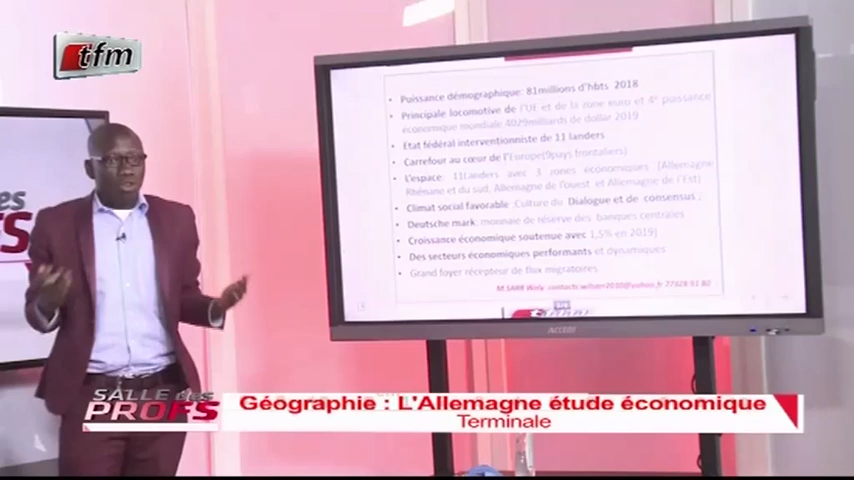 tfm
es
S
• Puissance démographique: 81millions d'hbts 2018
• Principale locomotive de l'UE et de la zone euro et 4e puissance
économique mondiale 4029milliards de dollar 2019
• Etat fédéral interventionniste de 11 landers
• Carrefour au cœur de l'Europe(9pays frontaliers)
• L'espace: 11Landers avec 3 zones économiques (Allemagne
Rhénane et du sud, Allemagne de l'ouest et Allemagne de l'Est)
• Climat social favorable :Culture du Dialogue et de consensus ;
• Deutsche mark: monnaie de réserve des banques centrales
• Croissance économique soutenue avec 1,5% en 2019)
• Des secteurs économiques performants et dynamiques
• Grand foyer récepteur de flux migratoires
M SARR Waly contacts:
SALLE des
PROFS
Géographie : L'Allemagne étude économique
Terminale